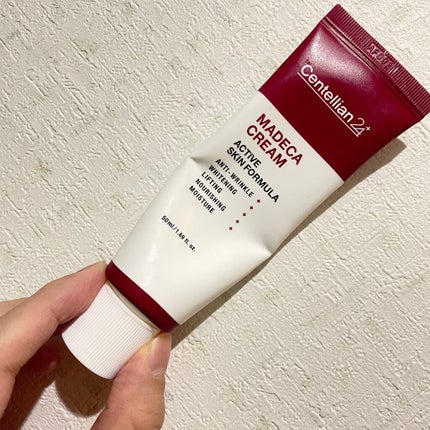 Centellian24+
MADECA
CREAM
ACTIVE
SKIN FORMULA
ANTI-WRINKLE +
WHITENING +
LIFTING +
NOURISHING +
MOISTURE +
50ml/1.69 fl. oz.